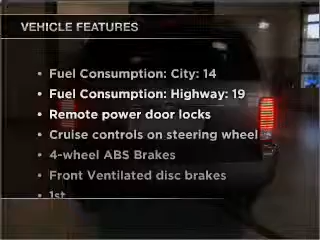 VEHICLE FEATURES
• Fuel Consumption: City: 14
• Fuel Consumption: Highway: 19
• Remote power door locks
• Cruise controls on steering wheel
• 4-wheel ABS Brakes
• Front Ventilated disc brakes
• 1st